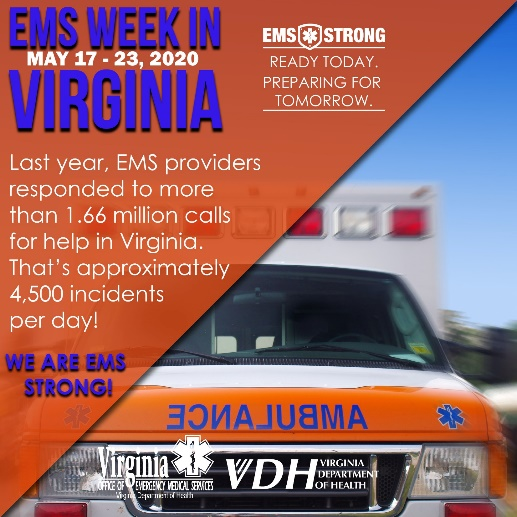 EMS WEEK IN
MAY 17 - 23, 2020
VIRGINIA
EMS STRONG
READY TODAY.
PREPARING FOR
TOMORROW.
Last year, EMS providers
responded to more
than 1.66 million calls
for help in Virginia.
That's approximately
4,500 incidents
per day!
WE ARE EMS
STRONG!
AMBULANCE
Virginia
OFFICE OF EMERGENCY MEDICAL SERVICES
Virginia Department of Health
VDH VIRGINIA
DEPARTMENT
OF HEALTH